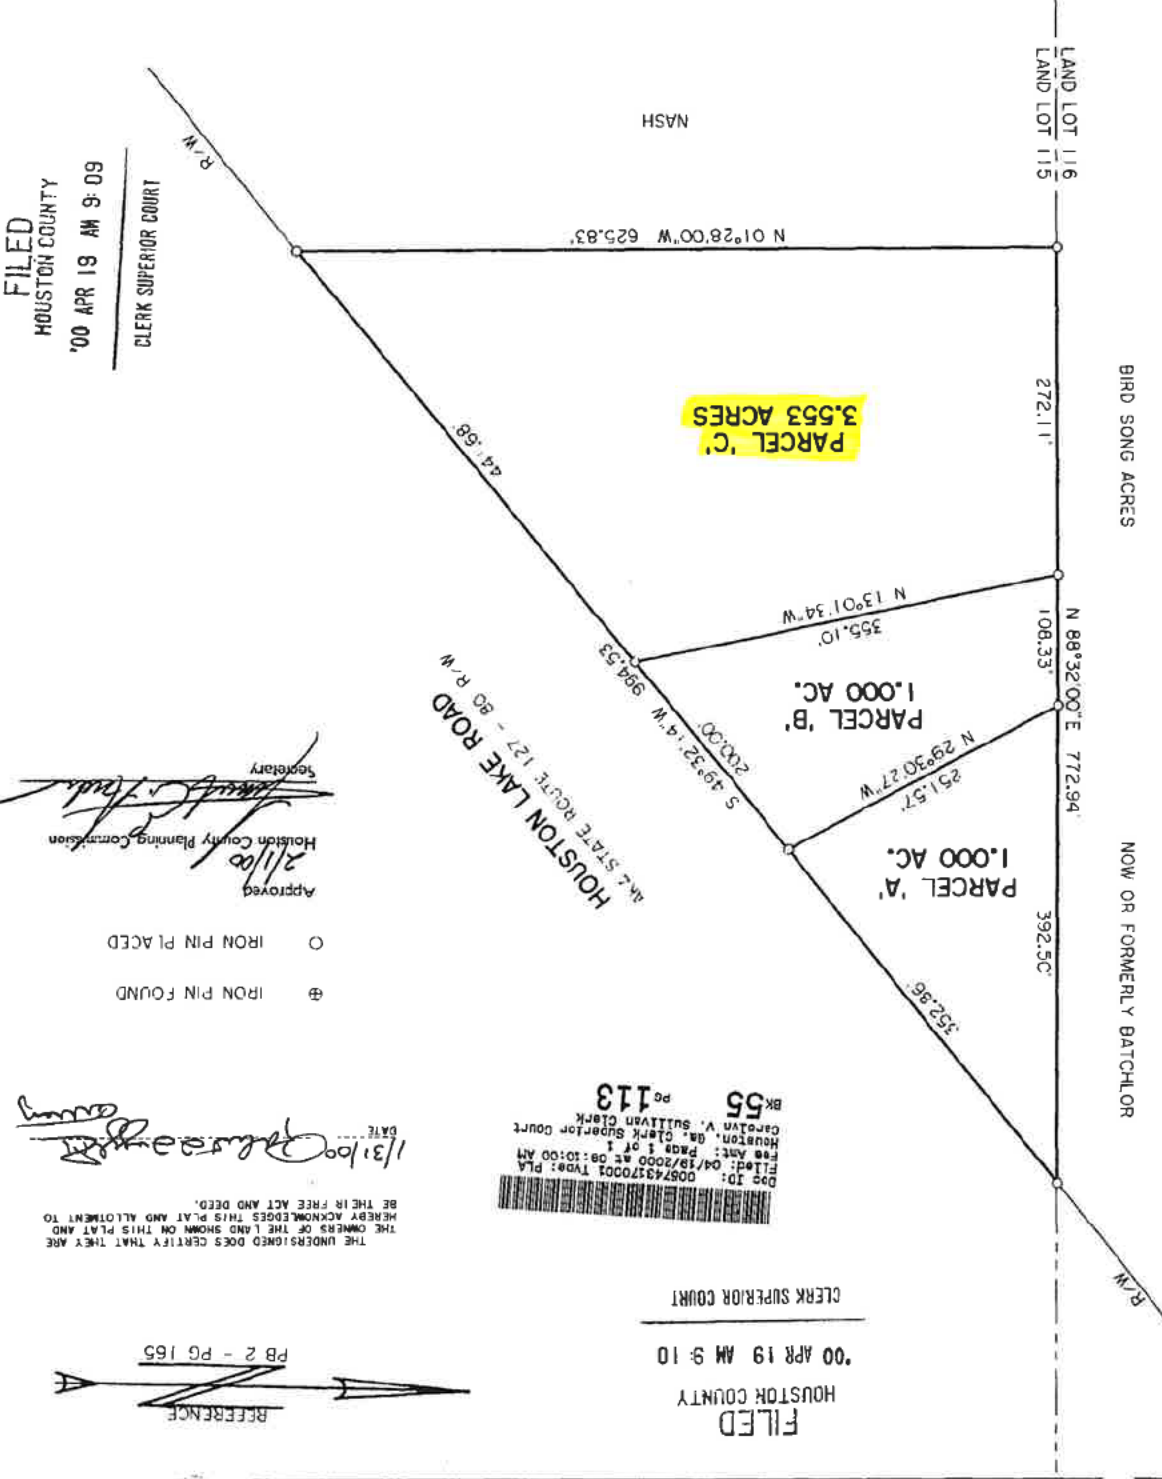 LAND LOT 116
LAND LOT 115
NASH
R/W
FILED
HOUSTON COUNTY
'00 APR 19 AM 9:09
CLERK SUPERIOR COURT
N 01°28'00"W 625.83'
272.11'
BIRD SONG ACRES
PARCEL 'C'
3.553 ACRES
441.68'
N 13°01'34"W
355.10'
108.33'
N 88°32'00"E 772.94'
PARCEL 'B'
1.000 AC.
S 49°32'14"W 994.53'
200.00'
N 29°30'27"W
251.57'
HOUSTON LAKE ROAD
STATE ROUTE 127 - 80 R/W
PARCEL 'A'
1.000 AC.
392.50'
352.86'
NOW OR FORMERLY BATCHLOR
R/W
Approved
2/1/00
Houston County Planning Commission
Secretary
○ IRON PIN PLACED
⊕ IRON PIN FOUND
THE UNDERSIGNED DOES CERTIFY THAT THEY ARE
THE OWNERS OF THE LAND SHOWN ON THIS PLAT AND
HEREBY ACKNOWLEDGES THIS PLAT AND ALLOTMENT TO
BE THEIR FREE ACT AND DEED.
1/31/00
DATE
Doc ID: 005743170001 Type: PLA
Filed: 04/19/2000 at 09:10:00 AM
Fee Amt: Page 1 of 1
Houston, Ga. Clerk Superior Court
Carolyn V. Sullivan Clerk
BK 55 PG 113
FILED
HOUSTON COUNTY
'00 APR 19 AM 9:10
CLERK SUPERIOR COURT
REFERENCE
PB 2 - PG 165